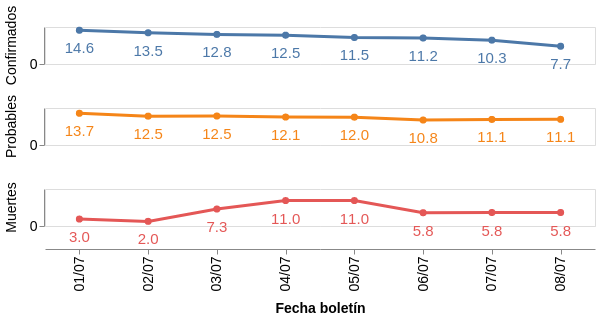 Confirmados
0
14.6 13.5 12.8 12.5 11.5 11.2 10.3 7.7
Probables
0
13.7 12.5 12.5 12.1 12.0 10.8 11.1 11.1
Muertes
0
3.0 2.0 7.3 11.0 11.0 5.8 5.8 5.8
01/07 02/07 03/07 04/07 05/07 06/07 07/07 08/07
Fecha boletín